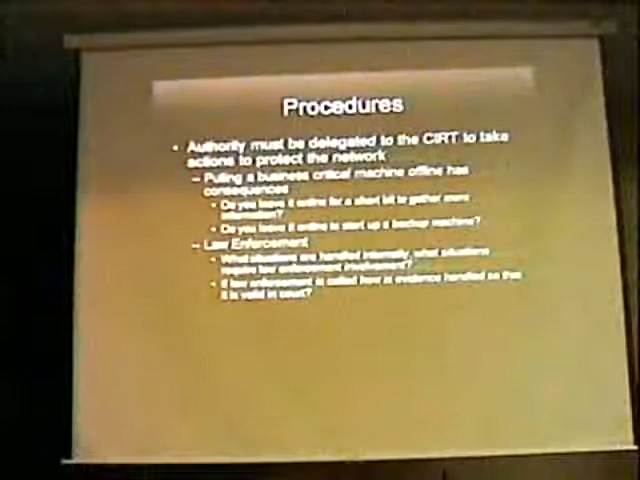 Procedures
• Authority must be delegated to the CIRT to take
actions to protect the network
– Pulling a business critical machine offline has
consequences
• Do you leave it online for a short bit to gather more
information?
• Do you leave it online to start up a backup machine?
– Law Enforcement
• What situations are handled internally, what situations
require law enforcement involvement?
• If law enforcement is called how is evidence handled so that
it is valid in court?